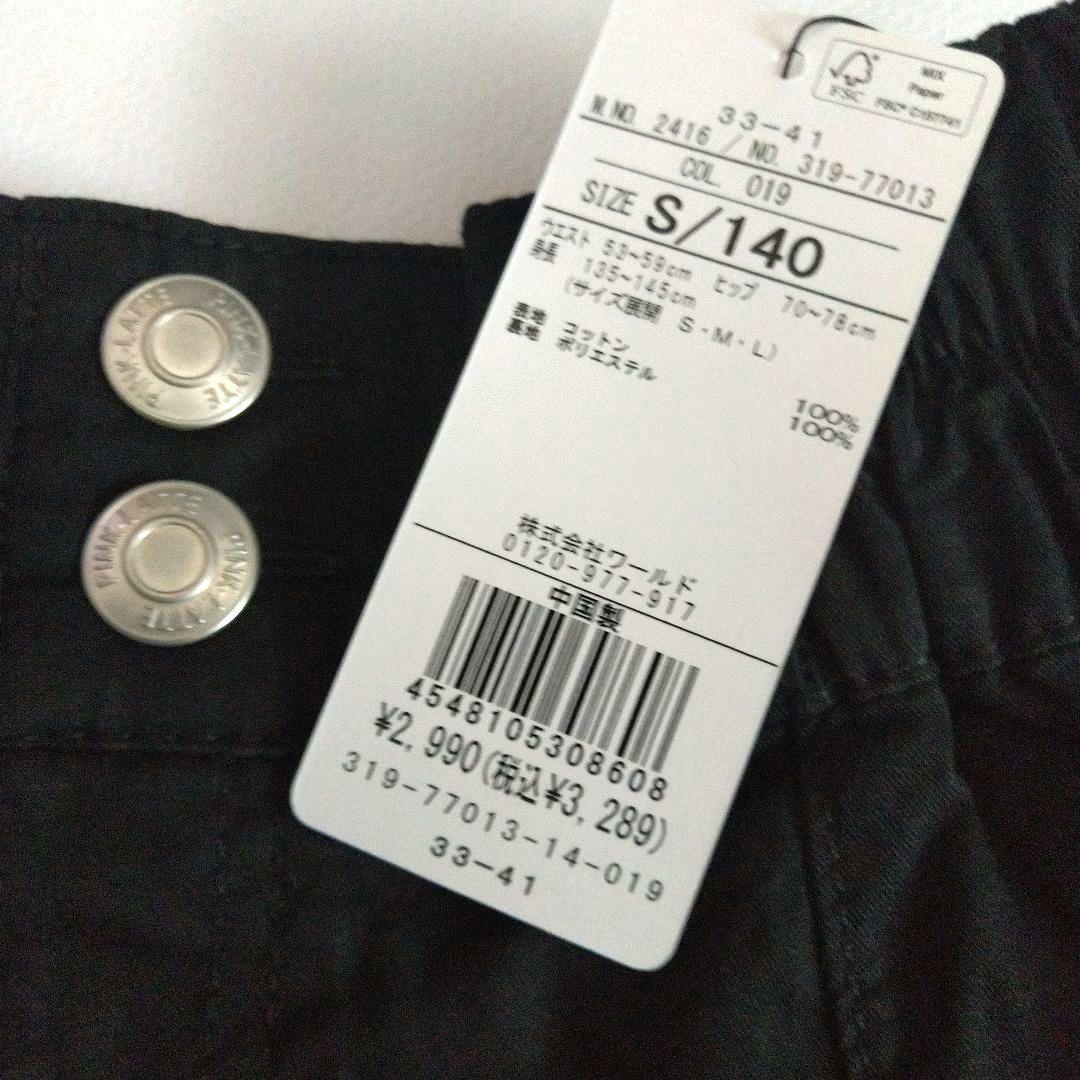 MIX
Paper
FSC
33-41
M.NO. 2416 / NO. 319-77013
COL. 019
SIZE S/140
ウエスト 53~59cm ヒップ 70~78cm
身長 135~145cm
(サイズ展開 S・M・L)
表地 コットン 100%
裏地 ポリエステル 100%
株式会社ワールド
0120-977-917
中国製
4548105308608
¥2,990(税込¥3,289)
319-77013-14-019
33-41
PINK-LATTE PINK-LATTE
PINK-LATTE PINK-LATTE